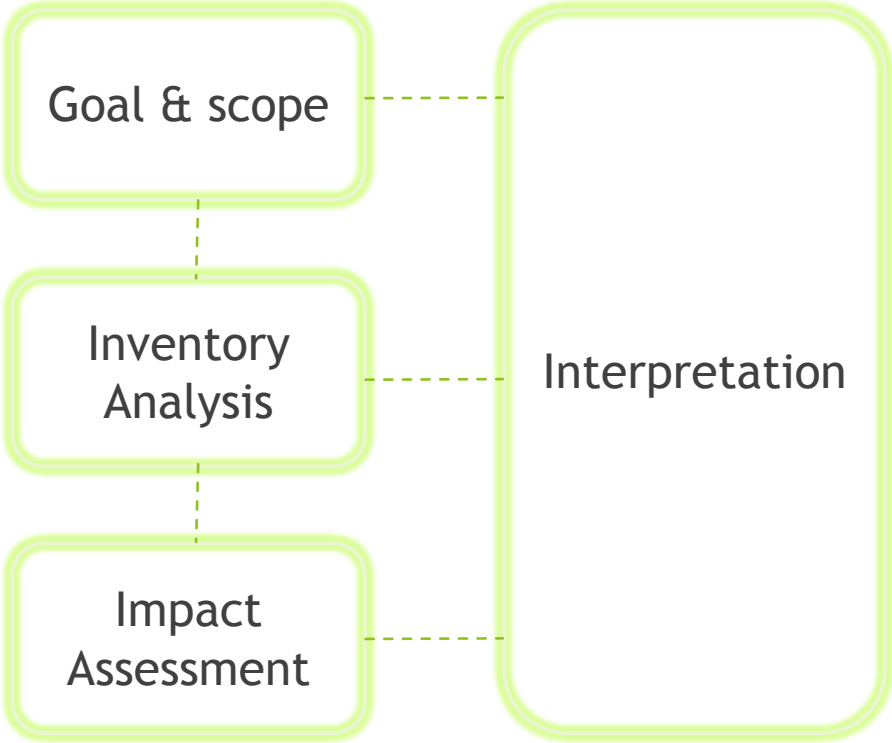 Goal & scope
Inventory
Analysis
Interpretation
Impact
Assessment